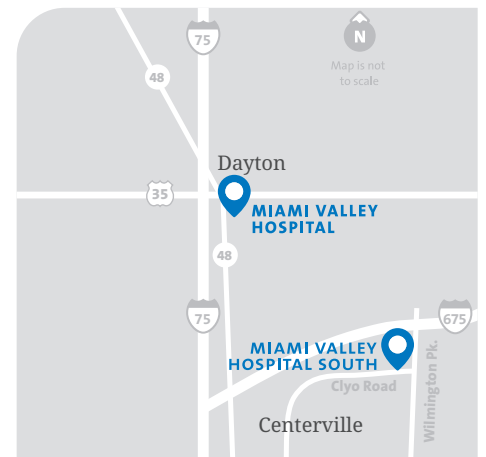 75
N
Map is not
to scale
48
Dayton
35
MIAMI VALLEY
HOSPITAL
48
75
675
MIAMI VALLEY
HOSPITAL SOUTH
Clyo Road
Wilmington Pk.
Centerville